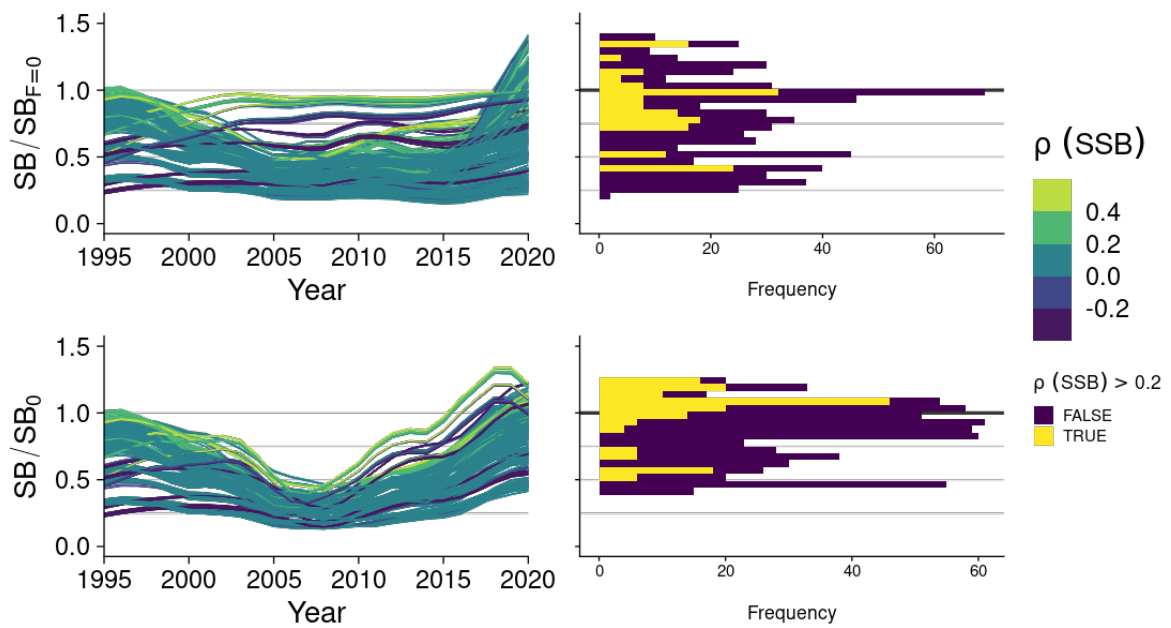 SB / SB_F=0
1.5
1.0
0.5
0.0
1995 2000 2005 2010 2015 2020
Year
0 20 40 60
Frequency
SB / SB_0
1.5
1.0
0.5
0.0
1995 2000 2005 2010 2015 2020
Year
0 20 40 60
Frequency
ρ (SSB)
0.4
0.2
0.0
-0.2
ρ (SSB) > 0.2
FALSE
TRUE